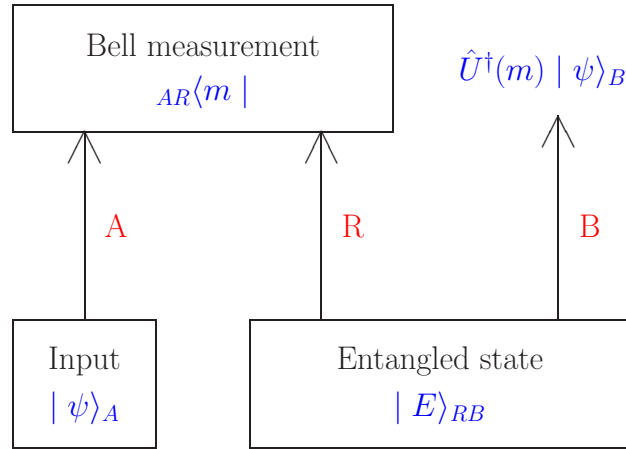 Bell measurement
_{AR}⟨m |
Û†(m) | ψ⟩_B
A
R
B
Input
| ψ⟩_A
Entangled state
| E⟩_{RB}